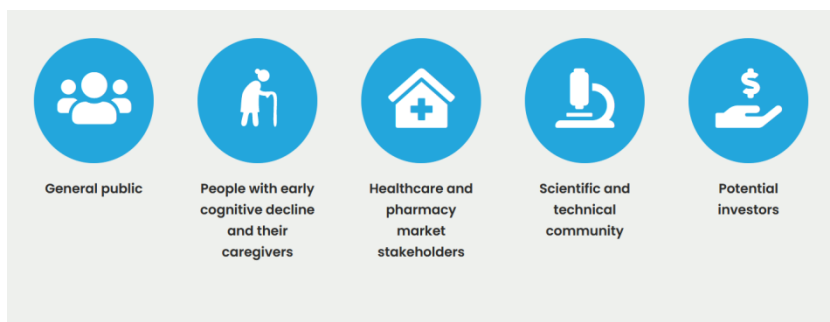 General public
People with early
cognitive decline
and their
caregivers
Healthcare and
pharmacy
market
stakeholders
Scientific and
technical
community
Potential
investors